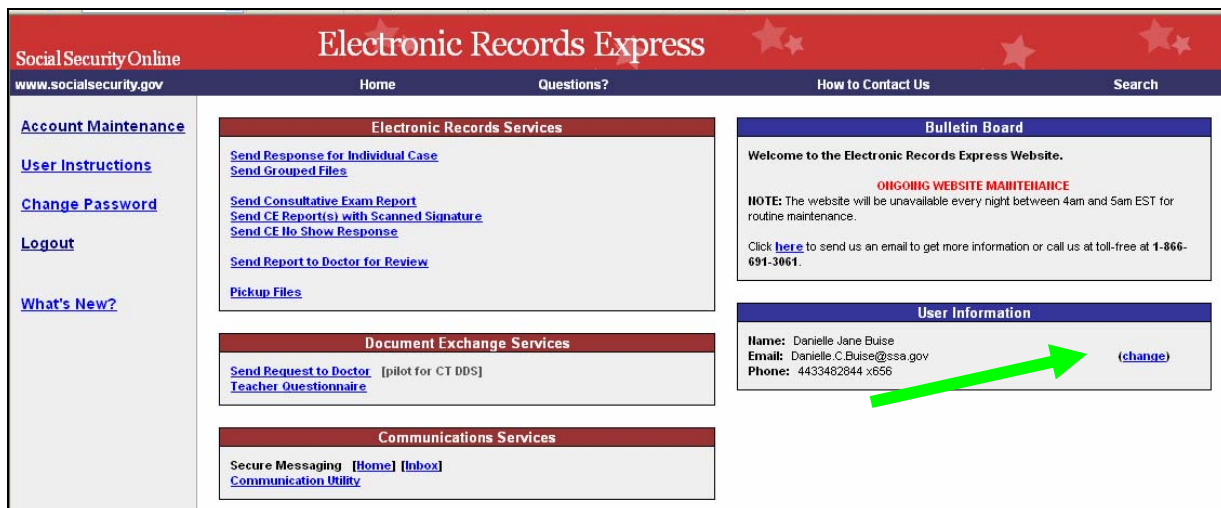 Social Security Online
Electronic Records Express
www.socialsecurity.gov Home Questions? How to Contact Us Search
Account Maintenance
User Instructions
Change Password
Logout
What's New?
Electronic Records Services
Send Response for Individual Case
Send Grouped Files
Send Consultative Exam Report
Send CE Report(s) with Scanned Signature
Send CE No Show Response
Send Report to Doctor for Review
Pickup Files
Document Exchange Services
Send Request to Doctor [pilot for CT DDS]
Teacher Questionnaire
Communications Services
Secure Messaging [Home] [Inbox]
Communication Utility
Bulletin Board
Welcome to the Electronic Records Express Website.
ONGOING WEBSITE MAINTENANCE
NOTE: The website will be unavailable every night between 4am and 5am EST for
routine maintenance.
Click here to send us an email to get more information or call us at toll-free at 1-866-
691-3061.
User Information
Name: Danielle Jane Buise
Email: Danielle.C.Buise@ssa.gov (change)
Phone: 4433482844 x656